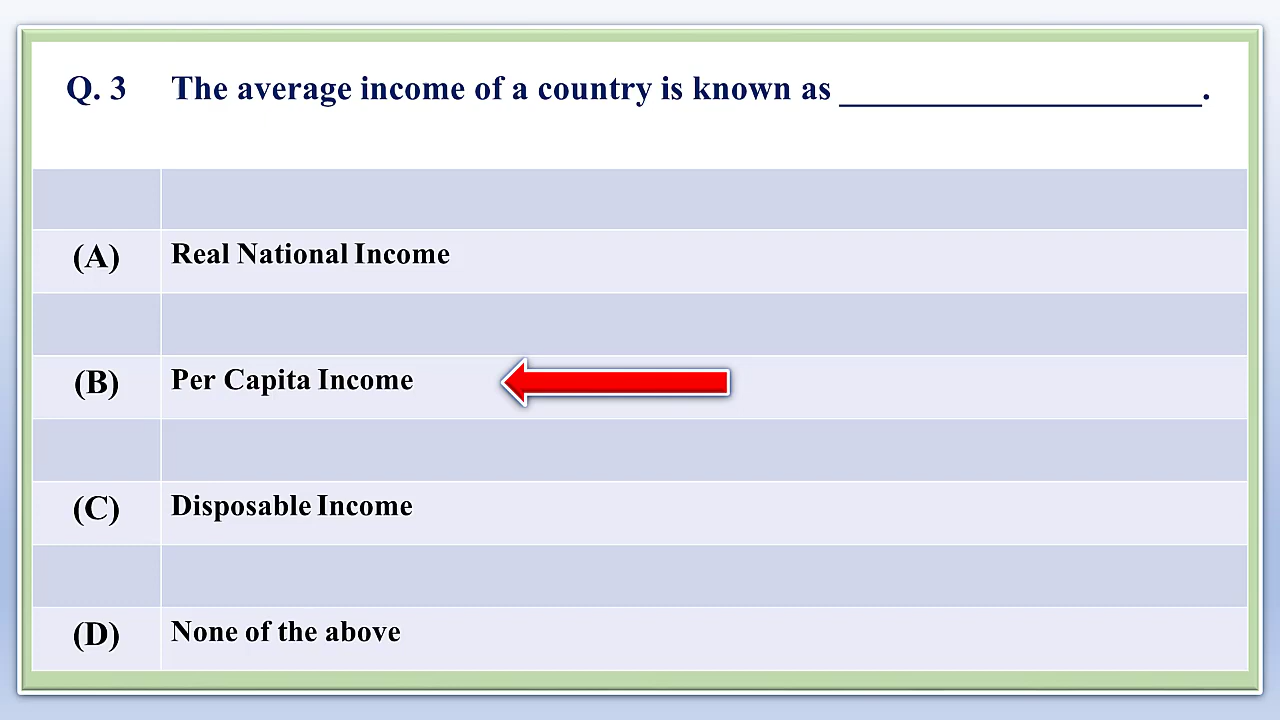 Q. 3 The average income of a country is known as ____________________.
(A) Real National Income
(B) Per Capita Income
(C) Disposable Income
(D) None of the above